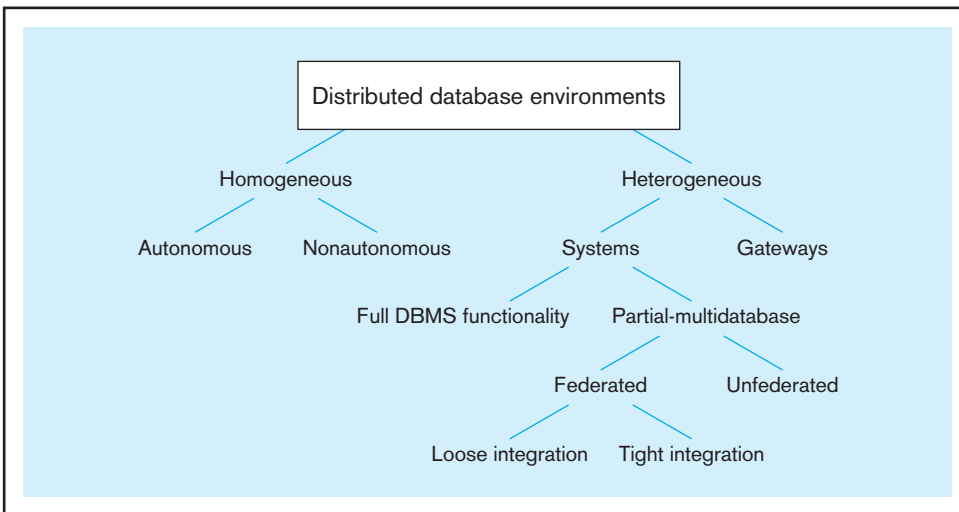 Distributed database environments
Homogeneous
Heterogeneous
Autonomous
Nonautonomous
Systems
Gateways
Full DBMS functionality
Partial-multidatabase
Federated
Unfederated
Loose integration
Tight integration